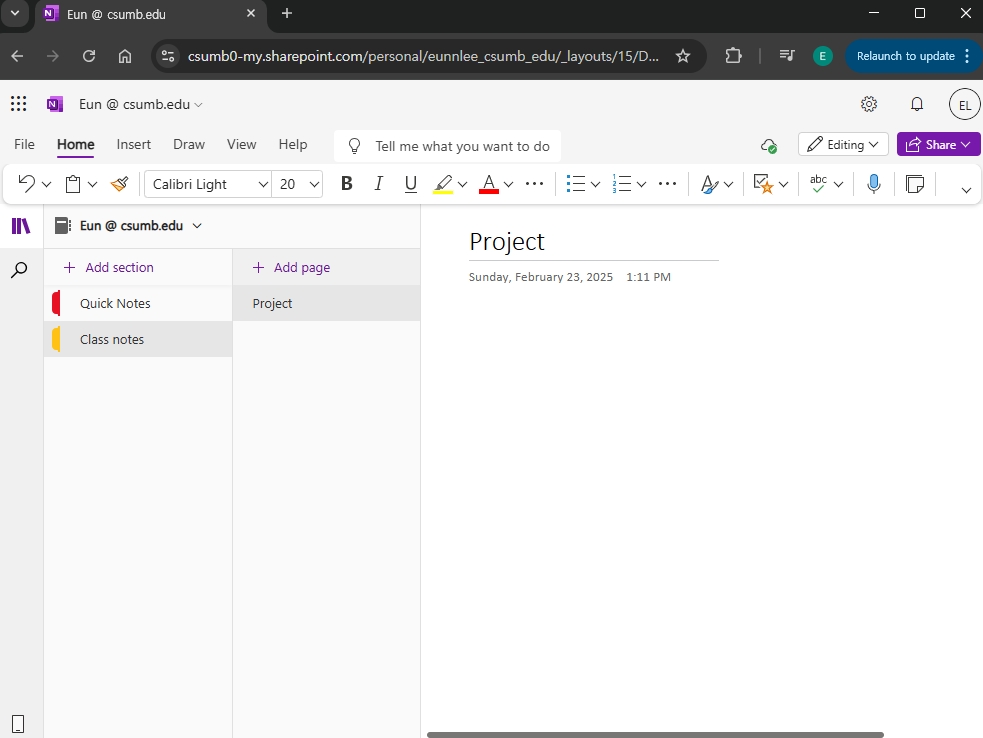 Eun @ csumb.edu
csumb0-my.sharepoint.com/personal/eunnlee_csumb_edu/_layouts/15/D...
E
Relaunch to update
Eun @ csumb.edu
EL
File Home Insert Draw View Help
Tell me what you want to do
Editing
Share
Calibri Light 20 B I U A abc
Eun @ csumb.edu
Add section
Add page
Quick Notes
Project
Class notes
Project
Sunday, February 23, 2025 1:11 PM